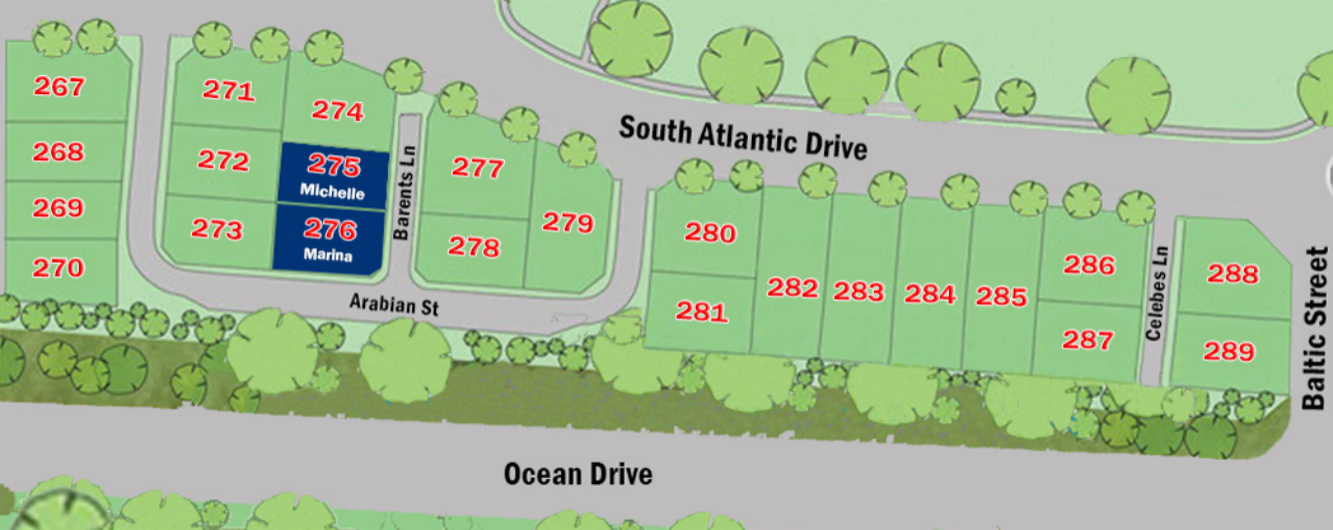 267
268
269
270
271
272
273
274
275
Michelle
276
Marina
Barents Ln
277
278
279
Arabian St
South Atlantic Drive
280
281
282
283
284
285
286
287
Celebes Ln
288
289
Baltic Street
Ocean Drive